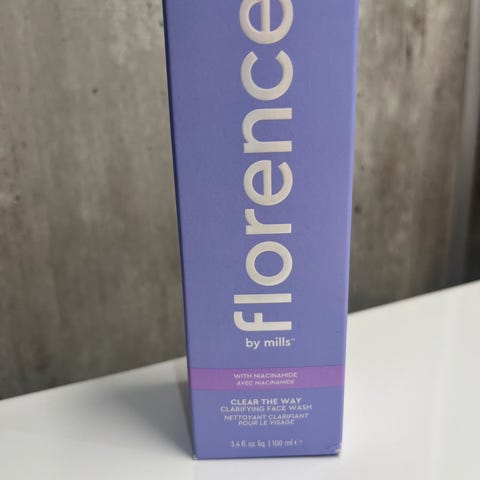 florence
by mills™
WITH NIACINAMIDE
AVEC NIACINAMIDE
CLEAR THE WAY
CLARIFYING FACE WASH
NETTOYANT CLARIFIANT
POUR LE VISAGE
3.4 fl. oz. liq. | 100 ml e